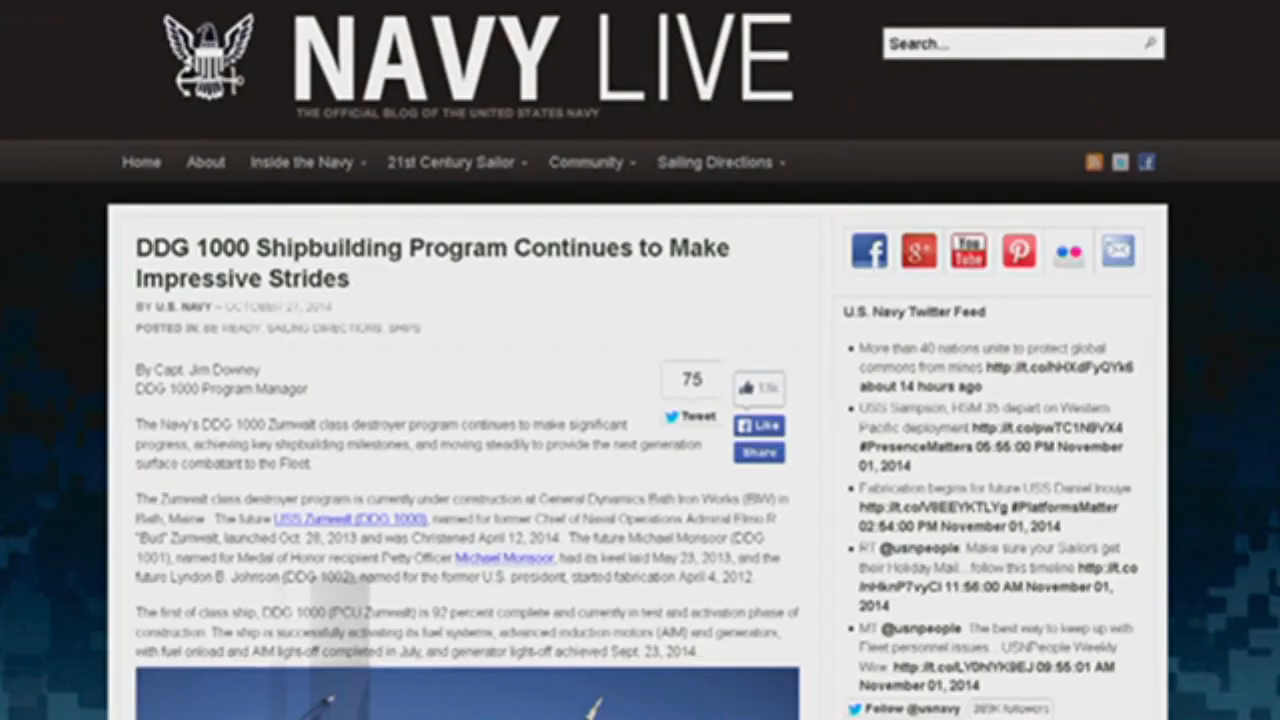 NAVY LIVE
THE OFFICIAL BLOG OF THE UNITED STATES NAVY
Search...
Home About Inside the Navy 21st Century Sailor Community Sailing Directions
DDG 1000 Shipbuilding Program Continues to Make
Impressive Strides
BY U.S. NAVY – OCTOBER 27, 2014
POSTED IN: BE READY, SAILING DIRECTIONS, SHIPS
By Capt. Jim Downey
DDG 1000 Program Manager
75
Tweet
13k
Like
Share
The Navy's DDG 1000 Zumwalt class destroyer program continues to make significant
progress, achieving key shipbuilding milestones, and moving steadily to provide the next generation
surface combatant to the Fleet.
The Zumwalt class destroyer program is currently under construction at General Dynamics Bath Iron Works (BIW) in
Bath, Maine. The future USS Zumwalt (DDG 1000), named for former Chief of Naval Operations Admiral Elmo R.
"Bud" Zumwalt, launched Oct. 28, 2013 and was Christened April 12, 2014. The future Michael Monsoor (DDG
1001), named for Medal of Honor recipient Petty Officer Michael Monsoor, had its keel laid May 23, 2013, and the
future Lyndon B. Johnson (DDG 1002), named for the former U.S. president, started fabrication April 4, 2012.
The first of class ship, DDG 1000 (PCU Zumwalt) is 92 percent complete and currently in test and activation phase of
construction. The ship is successfully activating its fuel systems, advanced induction motors (AIM) and generators,
with fuel onload and AIM light-off completed in July, and generator light-off achieved Sept. 23, 2014.
f g+ You Tube
U.S. Navy Twitter Feed
More than 40 nations unite to protect global
commons from mines
about 14 hours ago
USS Sampson, HSM 35 depart on Western
Pacific deployment http://t.co/pwTC1N9VX4
#PresenceMatters 05:55:00 PM November
01, 2014
Fabrication begins for future USS Daniel Inouye
http://t.co/V8EEYKTLYg #PlatformsMatter
02:54:00 PM November 01, 2014
RT @usnpeople: Make sure your Sailors get
their Holiday Mail... follow this timeline http://t.co
/nHknP7vyCl 11:56:00 AM November 01,
2014
MT @usnpeople: The best way to keep up with
Fleet personnel issues... USNPeople Weekly
Wire: 09:55:01 AM
November 01, 2014
Follow @usnavy followers